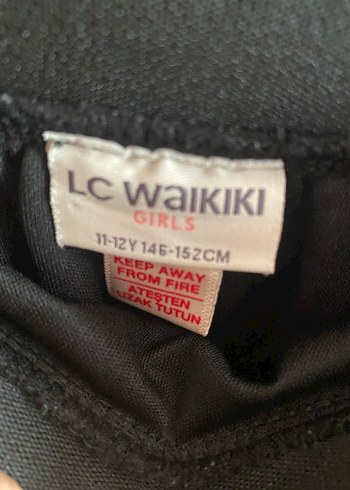 LC WAIKIKI
GIRLS
11-12Y 146-152CM
KEEP AWAY
FROM FIRE
ATEŞTEN
UZAK TUTUN